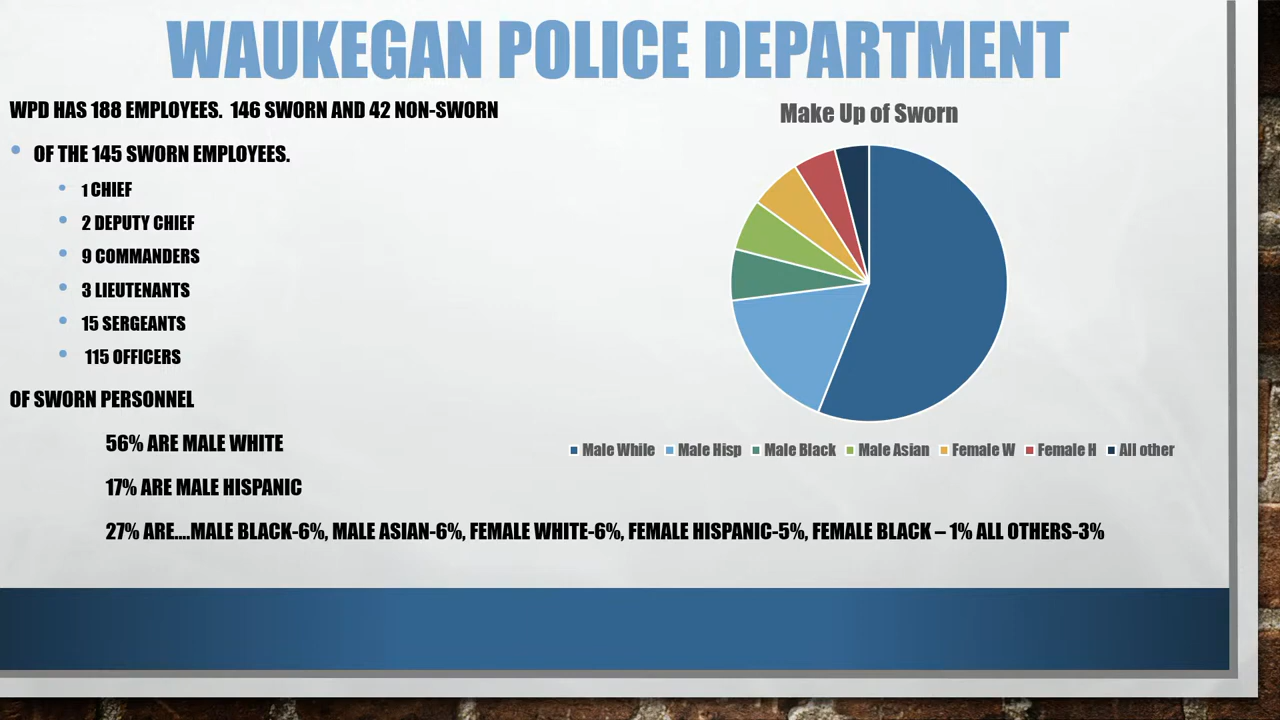 WAUKEGAN POLICE DEPARTMENT
WPD HAS 188 EMPLOYEES. 146 SWORN AND 42 NON-SWORN
OF THE 145 SWORN EMPLOYEES.
1 CHIEF
2 DEPUTY CHIEF
9 COMMANDERS
3 LIEUTENANTS
15 SERGEANTS
115 OFFICERS
OF SWORN PERSONNEL
56% ARE MALE WHITE
17% ARE MALE HISPANIC
27% ARE....MALE BLACK-6%, MALE ASIAN-6%, FEMALE WHITE-6%, FEMALE HISPANIC-5%, FEMALE BLACK – 1% ALL OTHERS-3%
Make Up of Sworn
Male While Male Hisp Male Black Male Asian Female W Female H All other